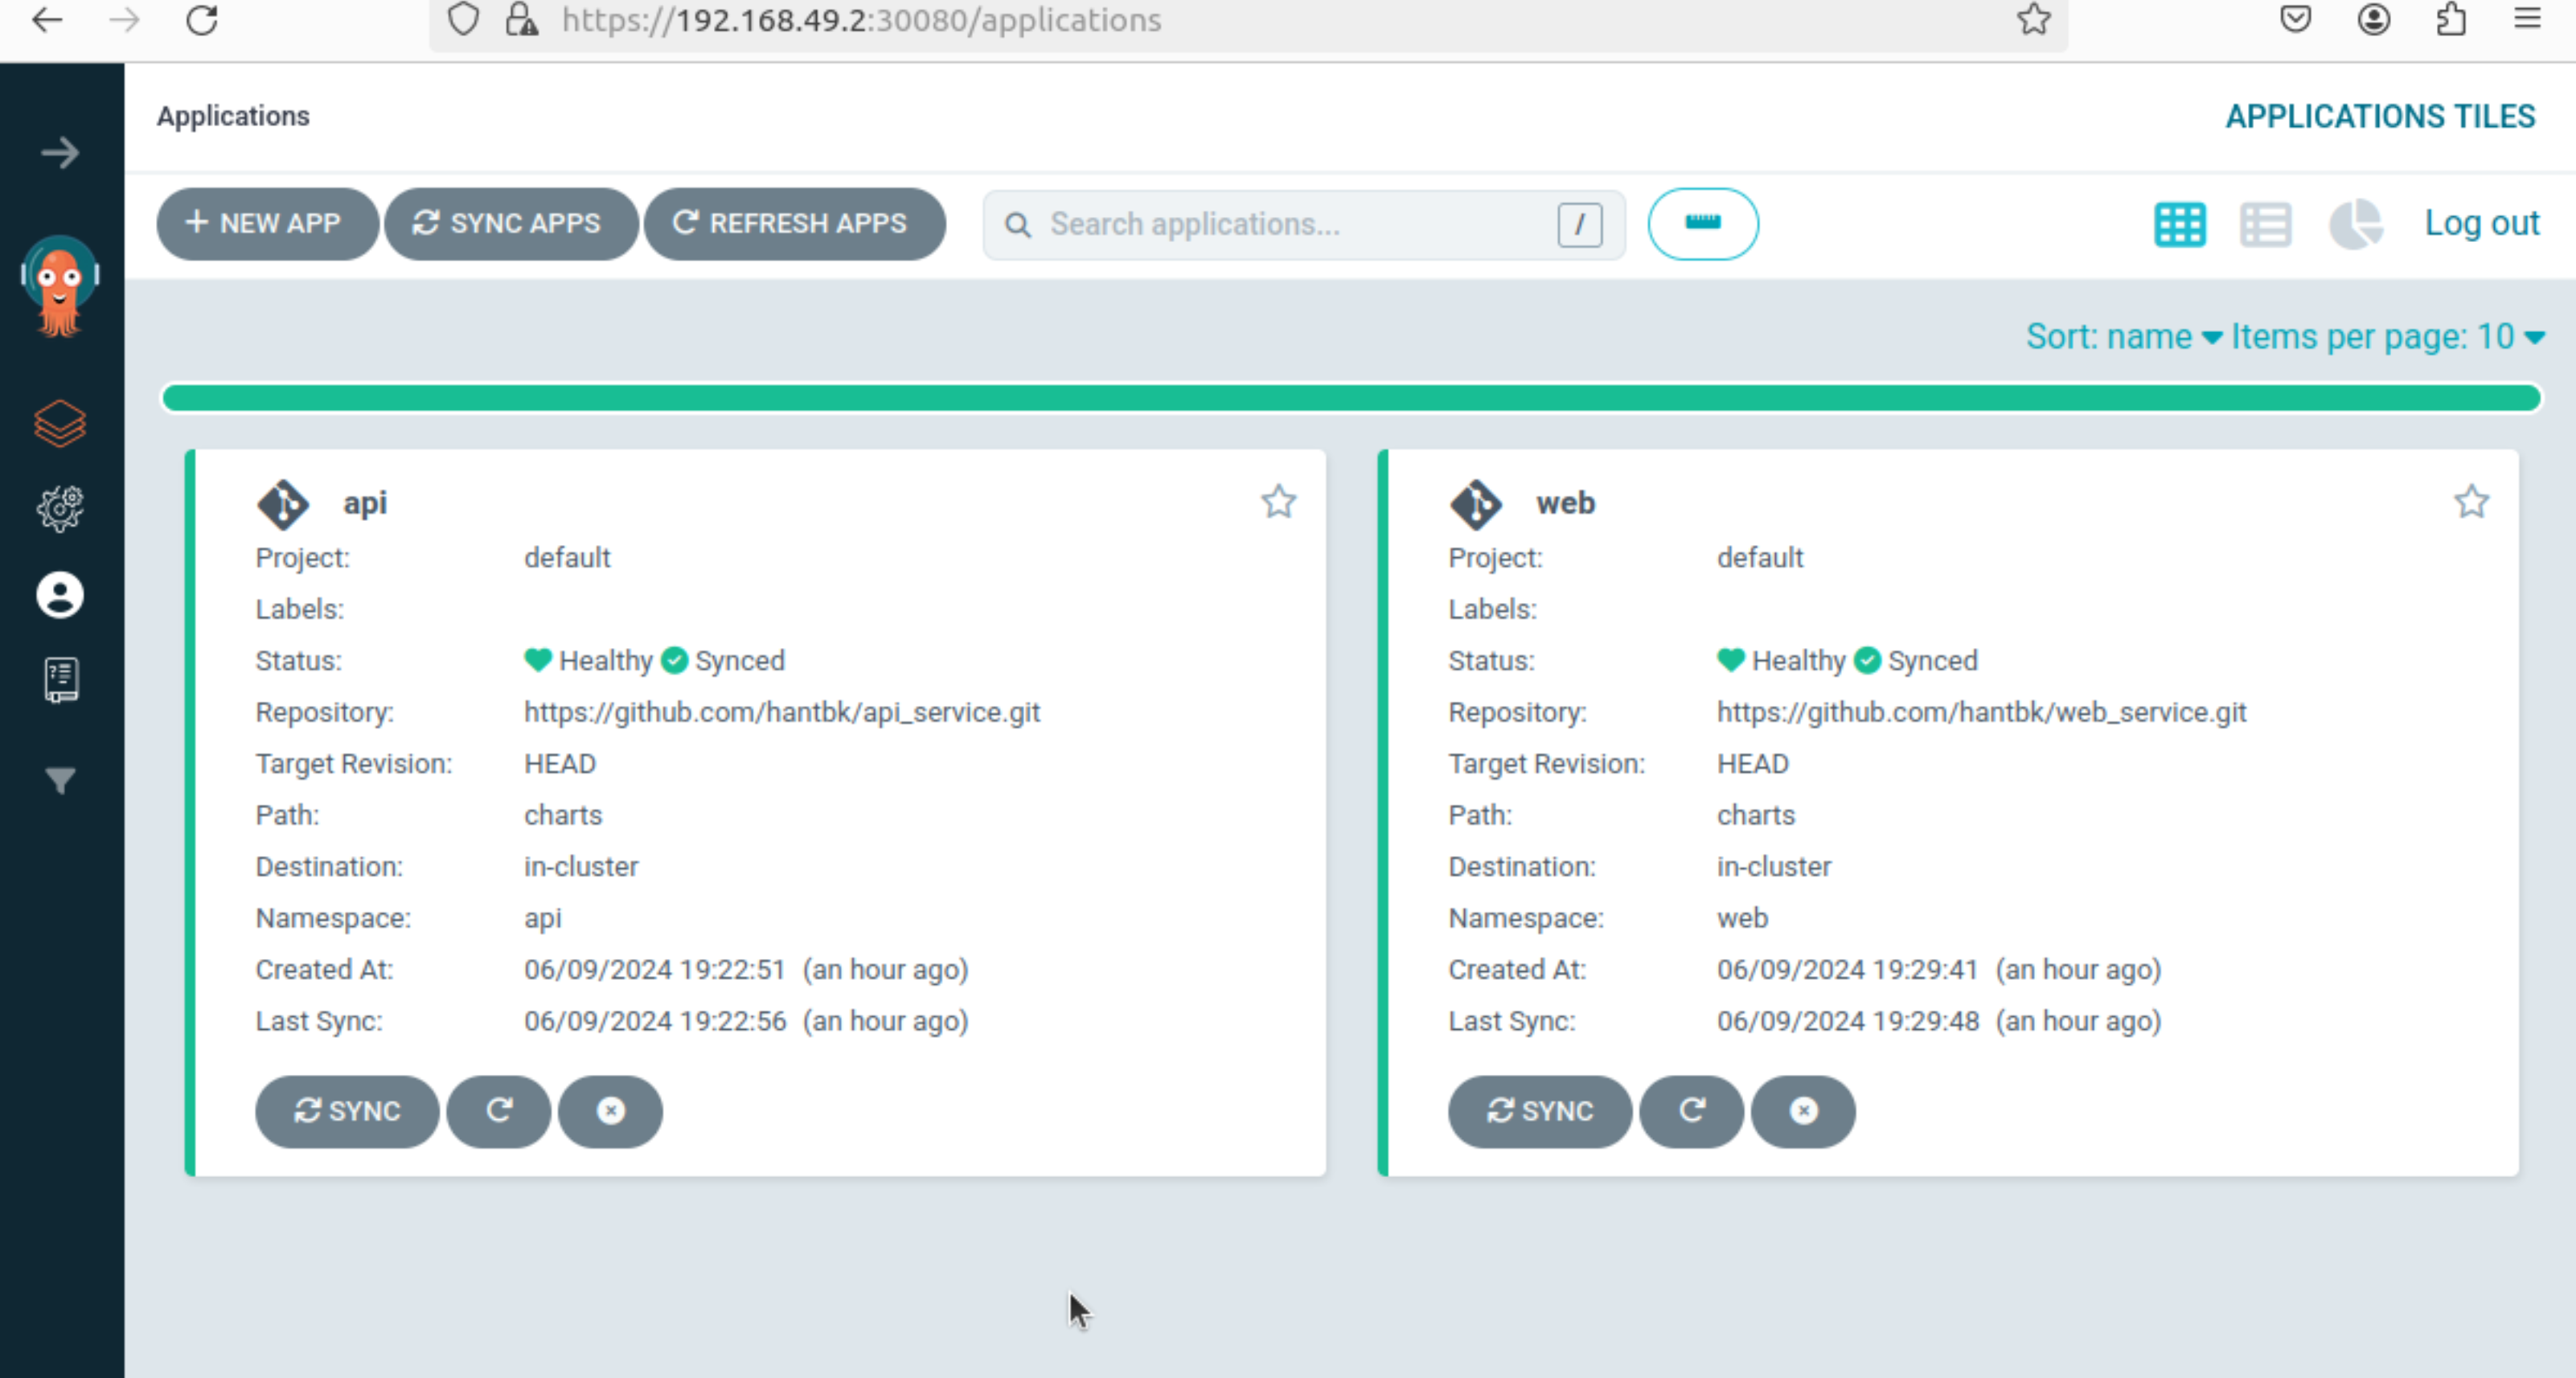 https://192.168.49.2:30080/applications
Applications
APPLICATIONS TILES
+ NEW APP
SYNC APPS
REFRESH APPS
Search applications...
/
Log out
Sort: name
Items per page: 10
api
Project: default
Labels:
Status: Healthy Synced
Repository: https://github.com/hantbk/api_service.git
Target Revision: HEAD
Path: charts
Destination: in-cluster
Namespace: api
Created At: 06/09/2024 19:22:51 (an hour ago)
Last Sync: 06/09/2024 19:22:56 (an hour ago)
SYNC
web
Project: default
Labels:
Status: Healthy Synced
Repository: https://github.com/hantbk/web_service.git
Target Revision: HEAD
Path: charts
Destination: in-cluster
Namespace: web
Created At: 06/09/2024 19:29:41 (an hour ago)
Last Sync: 06/09/2024 19:29:48 (an hour ago)
SYNC